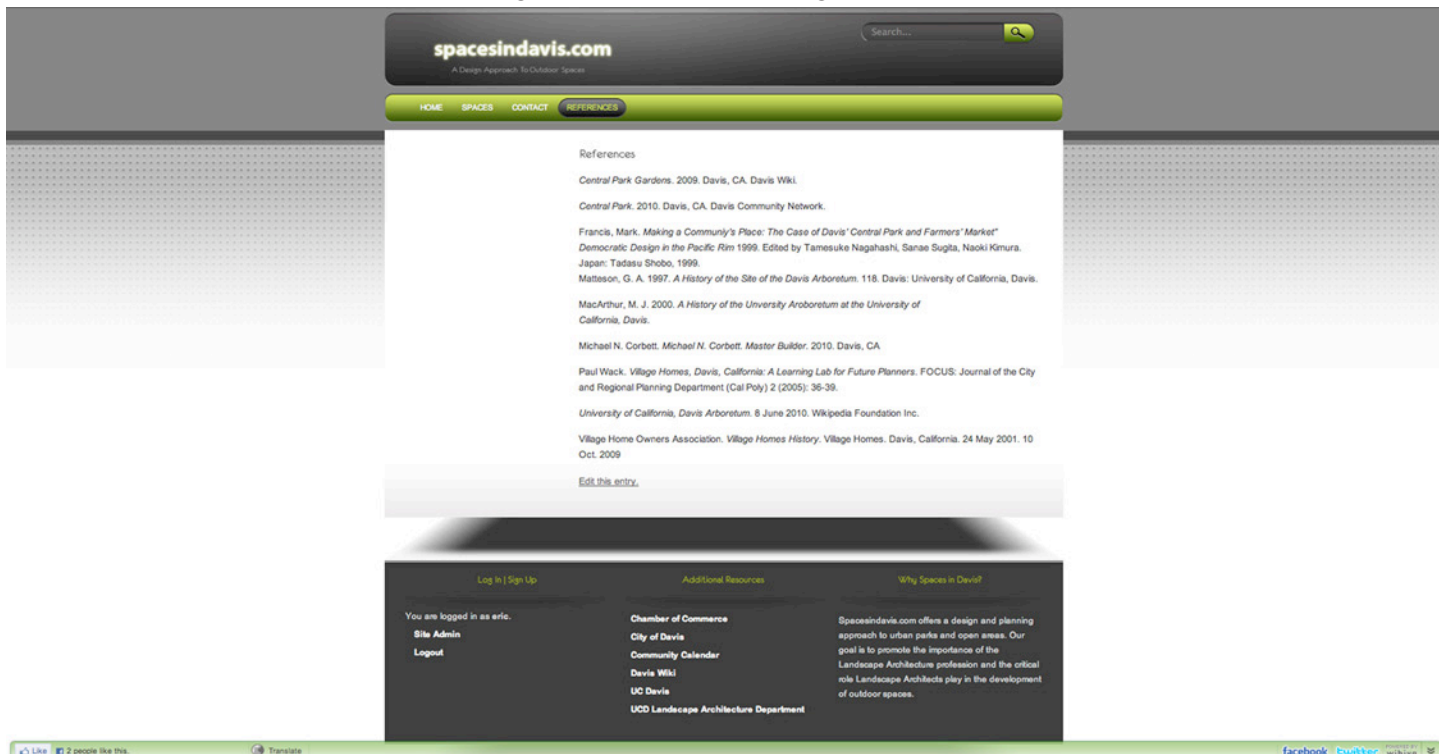 spacesindavis.com
A Design Approach To Outdoor Spaces
Search...
HOME SPACES CONTACT REFERENCES
References
Central Park Gardens. 2009. Davis, CA. Davis Wiki.
Central Park. 2010. Davis, CA. Davis Community Network.
Francis, Mark. Making a Communiy's Place: The Case of Davis' Central Park and Farmers' Market"
Democratic Design in the Pacific Rim 1999. Edited by Tamesuke Nagahashi, Sanae Sugita, Naoki Kimura.
Japan: Tadasu Shobo, 1999.
Matteson, G. A. 1997. A History of the Site of the Davis Arboretum. 118. Davis: University of California, Davis.
MacArthur, M. J. 2000. A History of the Unversity Aroboretum at the University of
California, Davis.
Michael N. Corbett. Michael N. Corbett. Master Builder. 2010. Davis, CA
Paul Wack. Village Homes, Davis, California: A Learning Lab for Future Planners. FOCUS: Journal of the City
and Regional Planning Department (Cal Poly) 2 (2005): 36-39.
University of California, Davis Arboretum. 8 June 2010. Wikipedia Foundation Inc.
Village Home Owners Association. Village Homes History. Village Homes. Davis, California. 24 May 2001. 10
Oct. 2009
Edit this entry.
Log In | Sign Up
You are logged in as eric.
Site Admin
Logout
Additional Resources
Chamber of Commerce
City of Davis
Community Calendar
Davis Wiki
UC Davis
UCD Landscape Architecture Department
Why Spaces in Davis?
Spacesindavis.com offers a design and planning
approach to urban parks and open areas. Our
goal is to promote the importance of the
Landscape Architecture profession and the critical
role Landscape Architects play in the development
of outdoor spaces.
Like 2 people like this. Translate facebook twitter